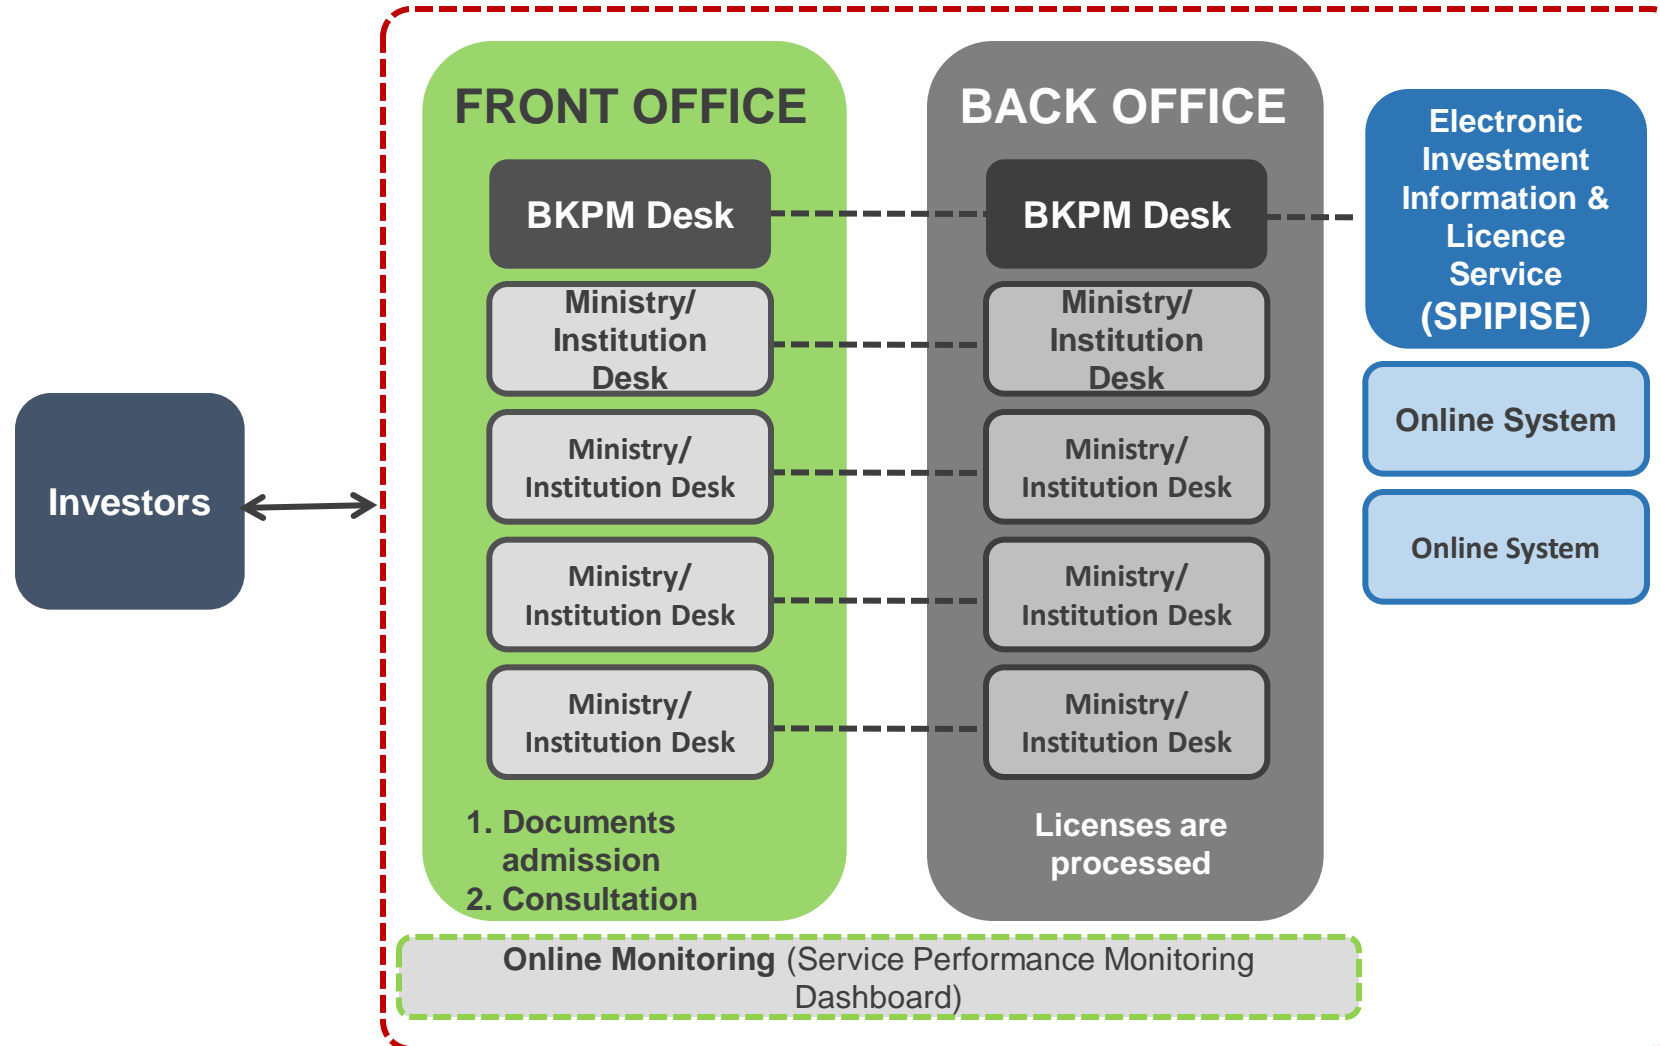 FRONT OFFICE
BKPM Desk
Ministry/
Institution
Desk
Ministry/
Institution Desk
Ministry/
Institution Desk
Ministry/
Institution Desk
1. Documents
admission
2. Consultation
BACK OFFICE
BKPM Desk
Ministry/
Institution
Desk
Ministry/
Institution Desk
Ministry/
Institution Desk
Ministry/
Institution Desk
Licenses are
processed
Electronic
Investment
Information &
Licence
Service
(SPIPISE)
Online System
Online System
Investors
Online Monitoring (Service Performance Monitoring
Dashboard)